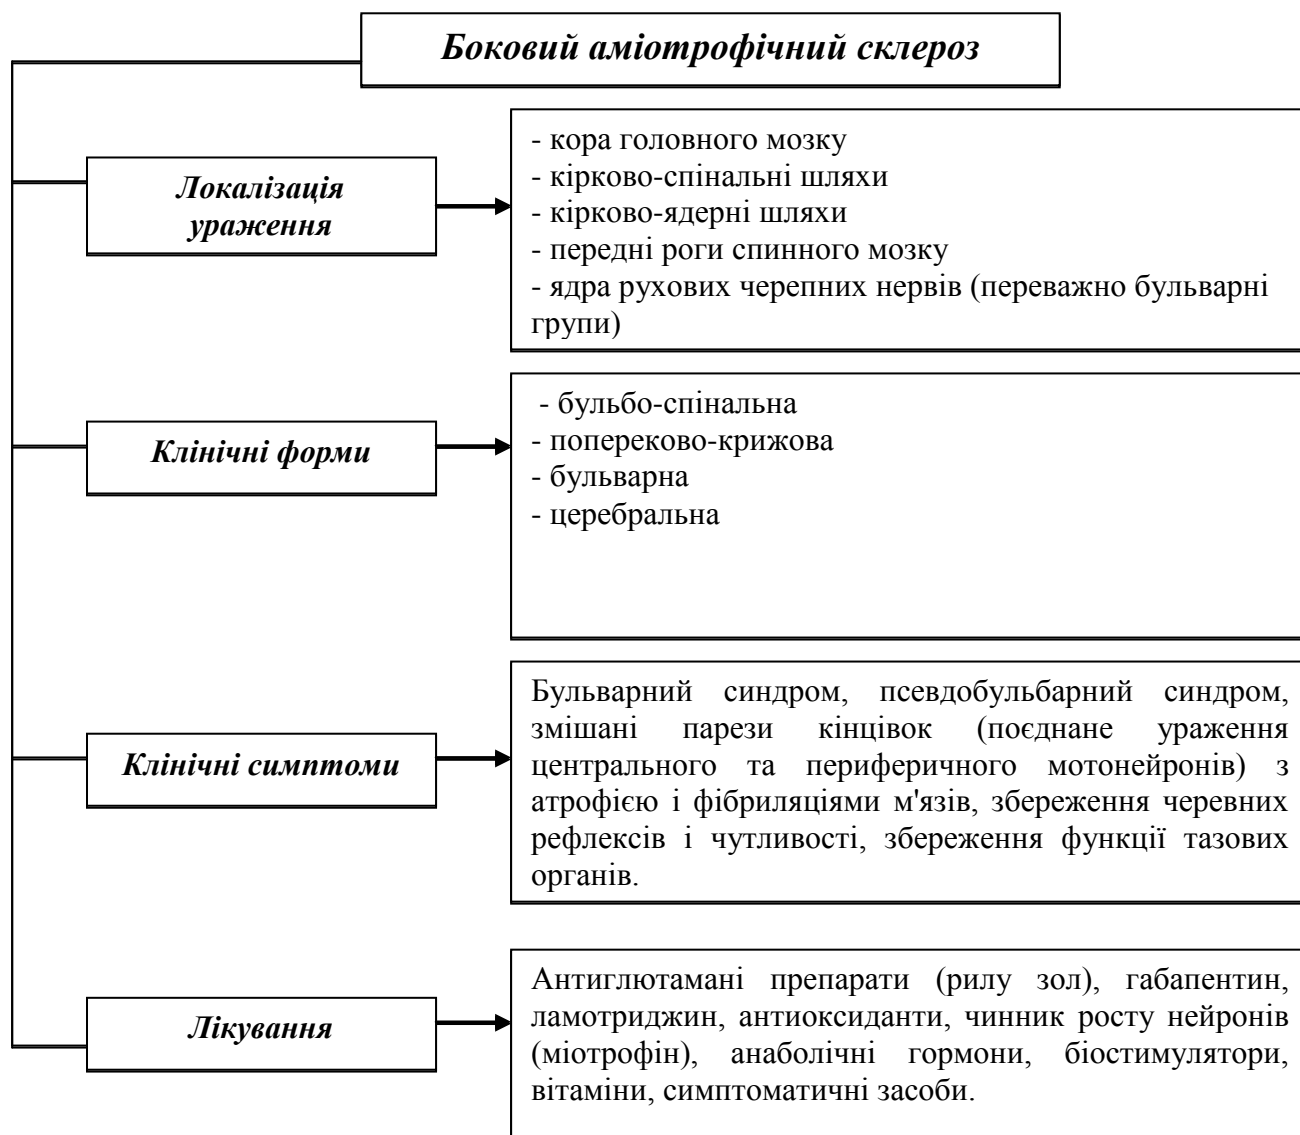 Боковий аміотрофічний склероз
Локалізація
ураження
- кора головного мозку
- кірково-спінальні шляхи
- кірково-ядерні шляхи
- передні роги спинного мозку
- ядра рухових черепних нервів (переважно бульварні
групи)
Клінічні форми
- бульбо-спінальна
- попереково-крижова
- бульварна
- церебральна
Клінічні симптоми
Бульварний синдром, псевдобульбарний синдром,
змішані парези кінцівок (поєднане ураження
центрального та периферичного мотонейронів) з
атрофією і фібриляціями м'язів, збереження черевних
рефлексів і чутливості, збереження функції тазових
органів.
Лікування
Антиглютамані препарати (рилу зол), габапентин,
ламотриджин, антиоксиданти, чинник росту нейронів
(міотрофін), анаболічні гормони, біостимулятори,
вітаміни, симптоматичні засоби.